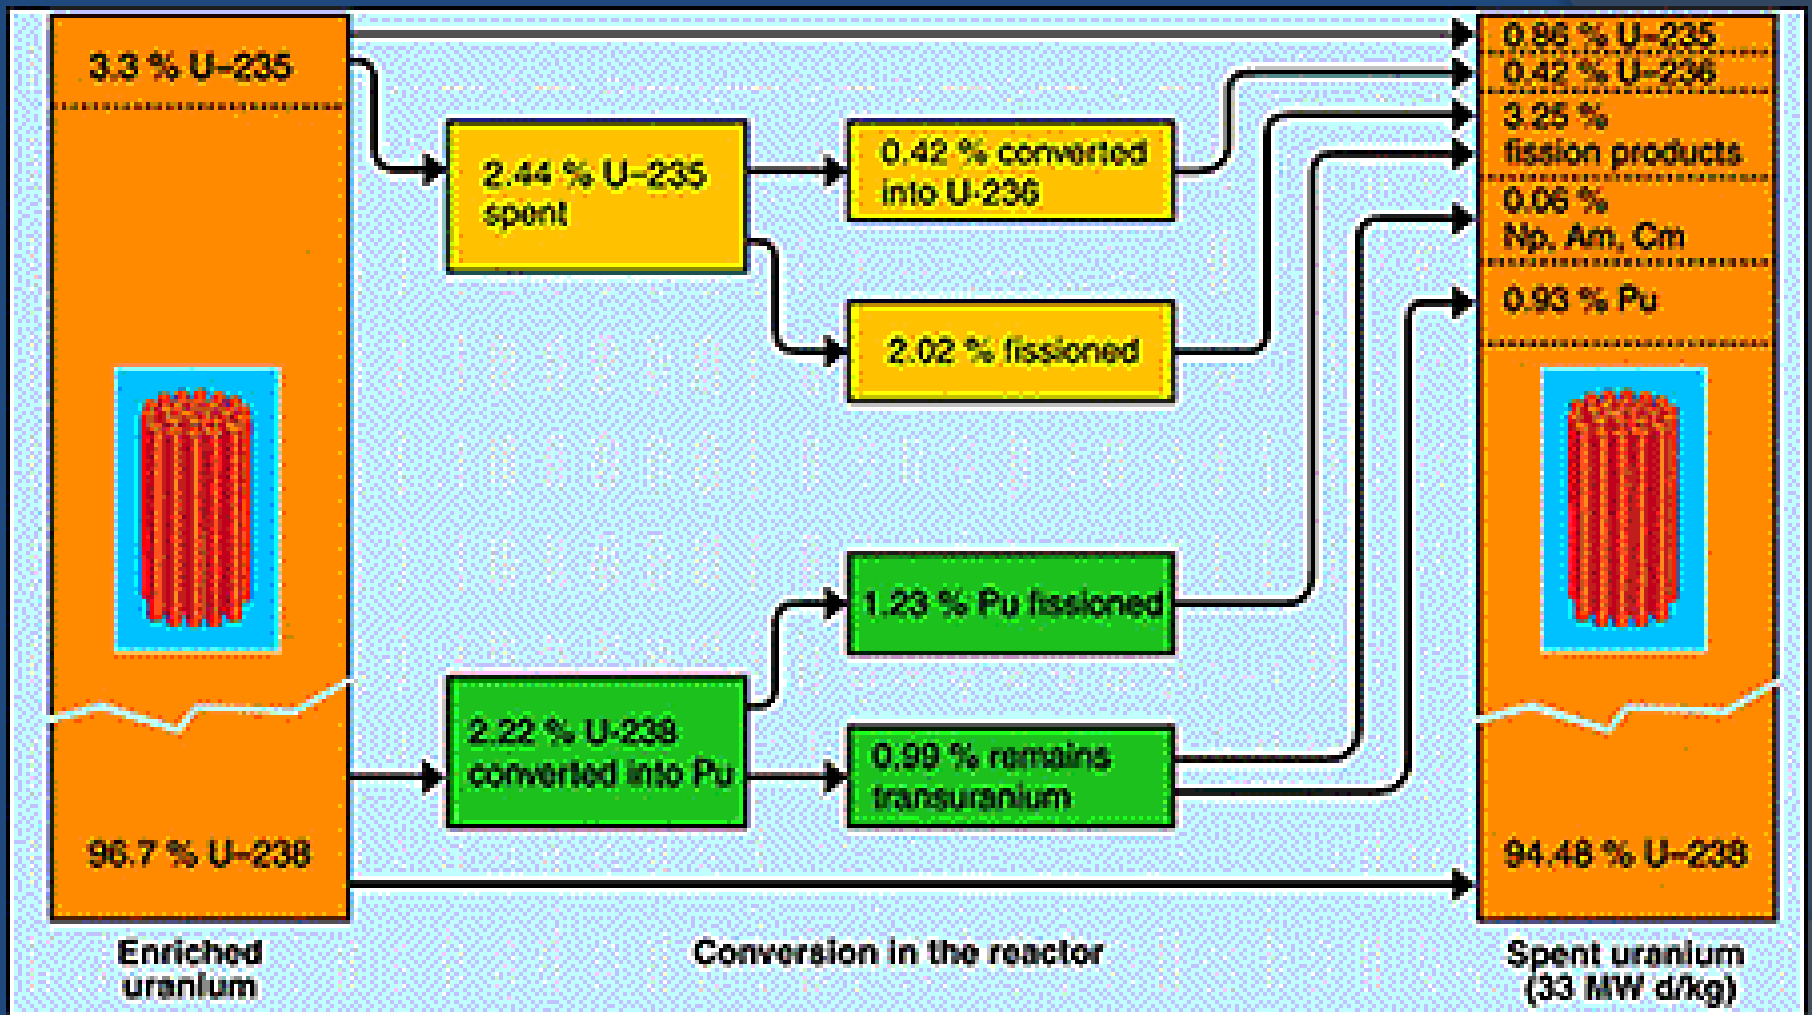 3.3 % U-235
96.7 % U-238
Enriched
uranium
2.44 % U-235
spent
0.42 % converted
into U-236
2.02 % fissioned
1.23 % Pu fissioned
2.22 % U-238
converted into Pu
0.99 % remains
transuranium
Conversion in the reactor
0.86 % U-235
0.42 % U-236
3.25 %
fission products
0.06 %
Np, Am, Cm
0.93 % Pu
94.48 % U-238
Spent uranium
(33 MW d/kg)